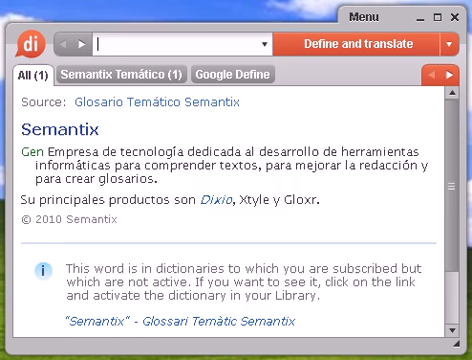 Menu
di
Define and translate
All (1)
Semantix Temático (1)
Google Define
Source: Glosario Temático Semantix
Semantix
Gen Empresa de tecnología dedicada al desarrollo de herramientas
informáticas para comprender textos, para mejorar la redacción y
para crear glosarios.
Su principales productos son Dixio, Xtyle y Gloxr.
© 2010 Semantix
i
This word is in dictionaries to which you are subscribed but
which are not active. If you want to see it, click on the link
and activate the dictionary in your Library.
"Semantix" - Glossari Temàtic Semantix